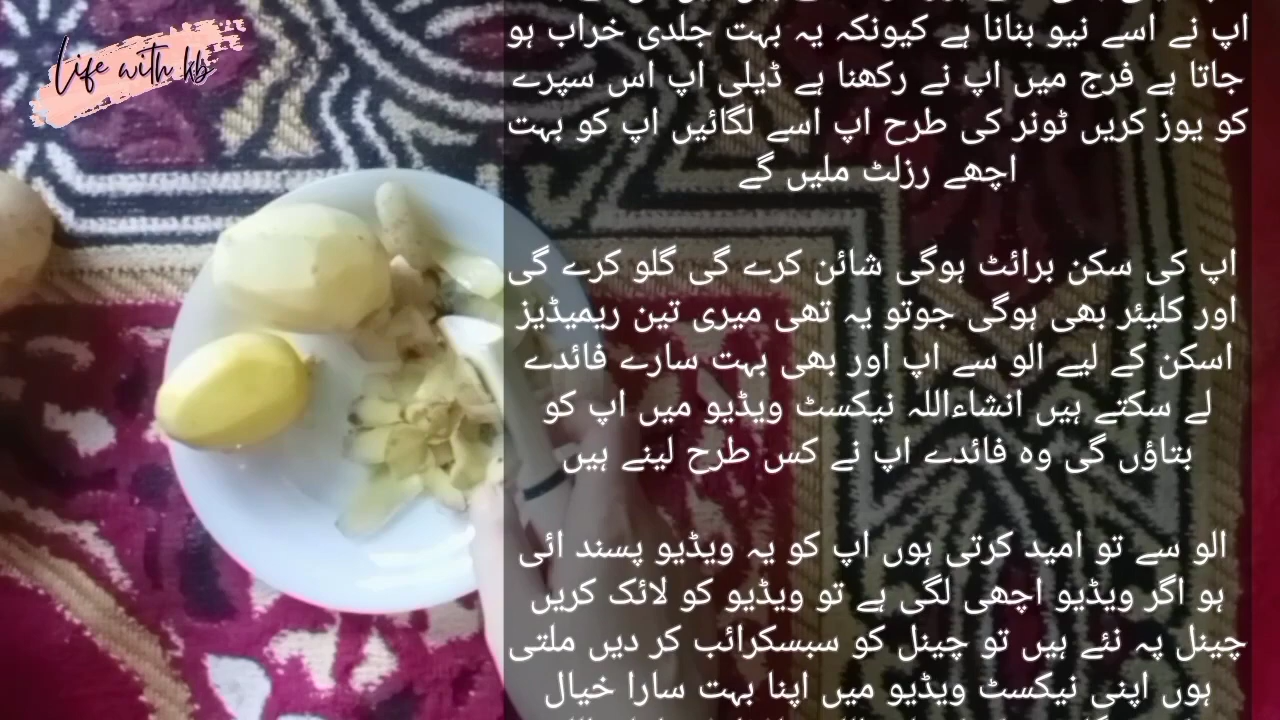 Life with kb
اپ نے اسے نیو بنانا ہے کیونکہ یہ بہت جلدی خراب ہو
جاتا ہے فرج میں اپ نے رکھنا ہے ڈیلی اپ اس سپرے
کو یوز کریں ٹونر کی طرح اپ اسے لگائیں اپ کو بہت
اچھے رزلٹ ملیں گے
اپ کی سکن برائٹ ہوگی شائن کرے گی گلو کرے گی
اور کلیئر بھی ہوگی جوتو یہ تھی میری تین ریمیڈیز
اسکن کے لیے الو سے اپ اور بھی بہت سارے فائدے
لے سکتے ہیں انشاءاللہ نیکسٹ ویڈیو میں اپ کو
بتاؤں گی وہ فائدے اپ نے کس طرح لینے ہیں
الو سے تو امید کرتی ہوں اپ کو یہ ویڈیو پسند ائی
ہو اگر ویڈیو اچھی لگی ہے تو ویڈیو کو لائک کریں
چینل پہ نئے ہیں تو چینل کو سبسکرائب کر دیں ملتی
ہوں اپنی نیکسٹ ویڈیو میں اپنا بہت سارا خیال